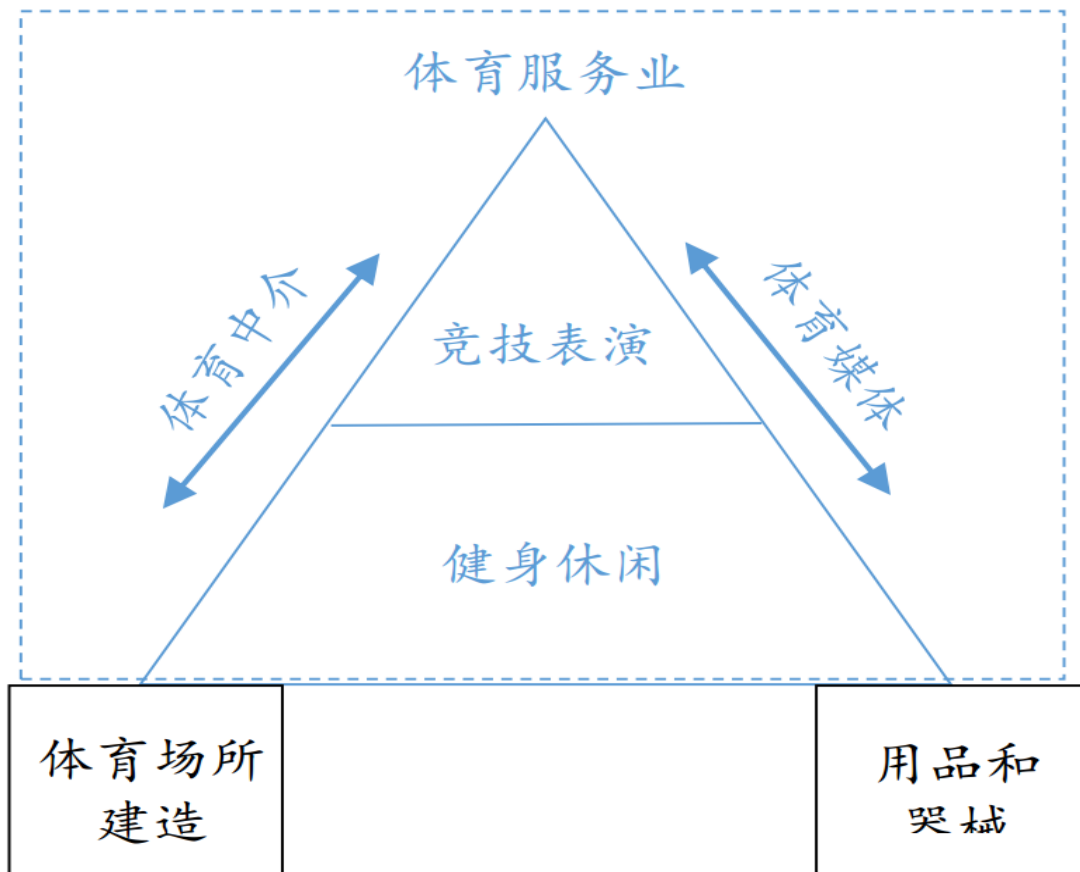 体育服务业
体育中介
体育媒体
竞技表演
健身休闲
体育场所
建造
用品和
器械